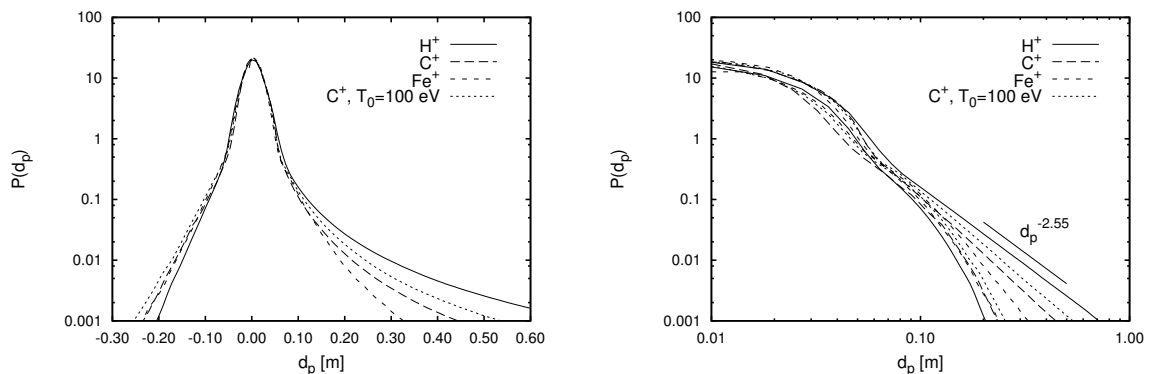 100
10
1
0.1
0.01
0.001
P(d_p)
-0.30 -0.20 -0.10 0.00 0.10 0.20 0.30 0.40 0.50 0.60
d_p [m]
H^+
C^+
Fe^+
C^+, T_0=100 eV
100
10
1
0.1
0.01
0.001
P(d_p)
0.01 0.10 1.00
d_p [m]
H^+
C^+
Fe^+
C^+, T_0=100 eV
d_p^-2.55